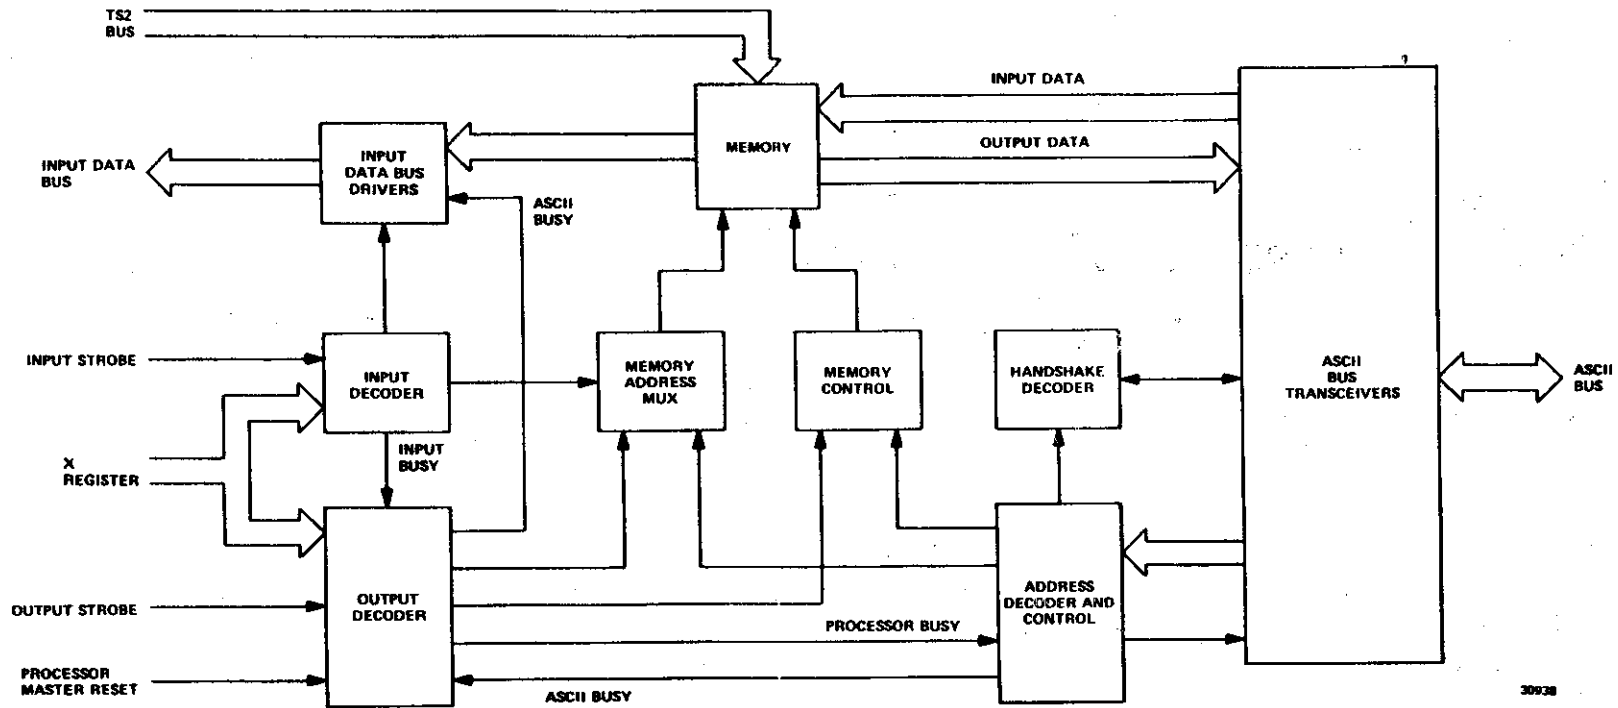 TS2
BUS
INPUT DATA
MEMORY
OUTPUT DATA
INPUT
DATA BUS
DRIVERS
INPUT DATA
BUS
ASCII
BUSY
INPUT STROBE
INPUT
DECODER
MEMORY
ADDRESS
MUX
MEMORY
CONTROL
HANDSHAKE
DECODER
ASCII
BUS
TRANSCEIVERS
ASCII
BUS
INPUT
BUSY
X
REGISTER
OUTPUT STROBE
OUTPUT
DECODER
ADDRESS
DECODER AND
CONTROL
PROCESSOR BUSY
PROCESSOR
MASTER RESET
ASCII BUSY
30938